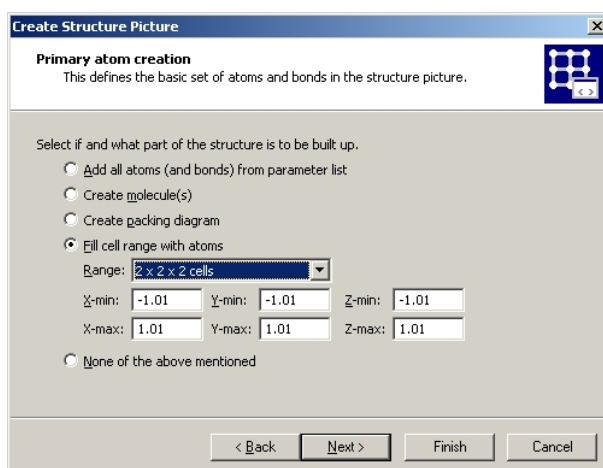 Create Structure Picture
Primary atom creation
This defines the basic set of atoms and bonds in the structure picture.
Select if and what part of the structure is to be built up.
Add all atoms (and bonds) from parameter list
Create molecule(s)
Create packing diagram
Fill cell range with atoms
Range: 2 x 2 x 2 cells
X-min: -1.01 Y-min: -1.01 Z-min: -1.01
X-max: 1.01 Y-max: 1.01 Z-max: 1.01
None of the above mentioned
< Back Next > Finish Cancel